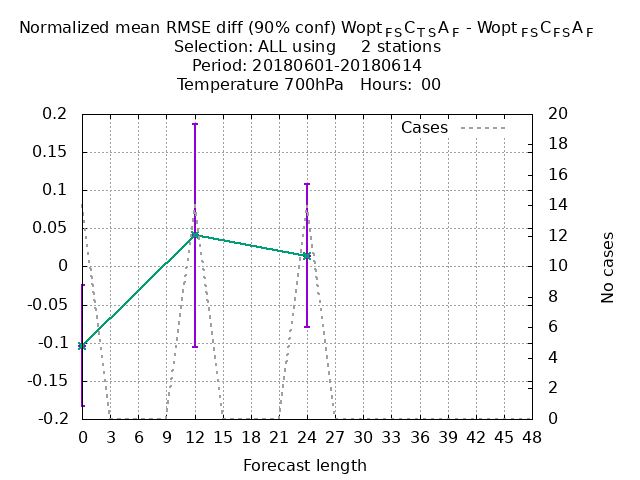 Normalized mean RMSE diff (90% conf) Wopt FS C TS A F - Wopt FS C FS A F
Selection: ALL using 2 stations
Period: 20180601-20180614
Temperature 700hPa Hours: 00
Cases
0.2
0.15
0.1
0.05
0
-0.05
-0.1
-0.15
-0.2
20
18
16
14
12
10
8
6
4
2
0
No cases
0 3 6 9 12 15 18 21 24 27 30 33 36 39 42 45 48
Forecast length